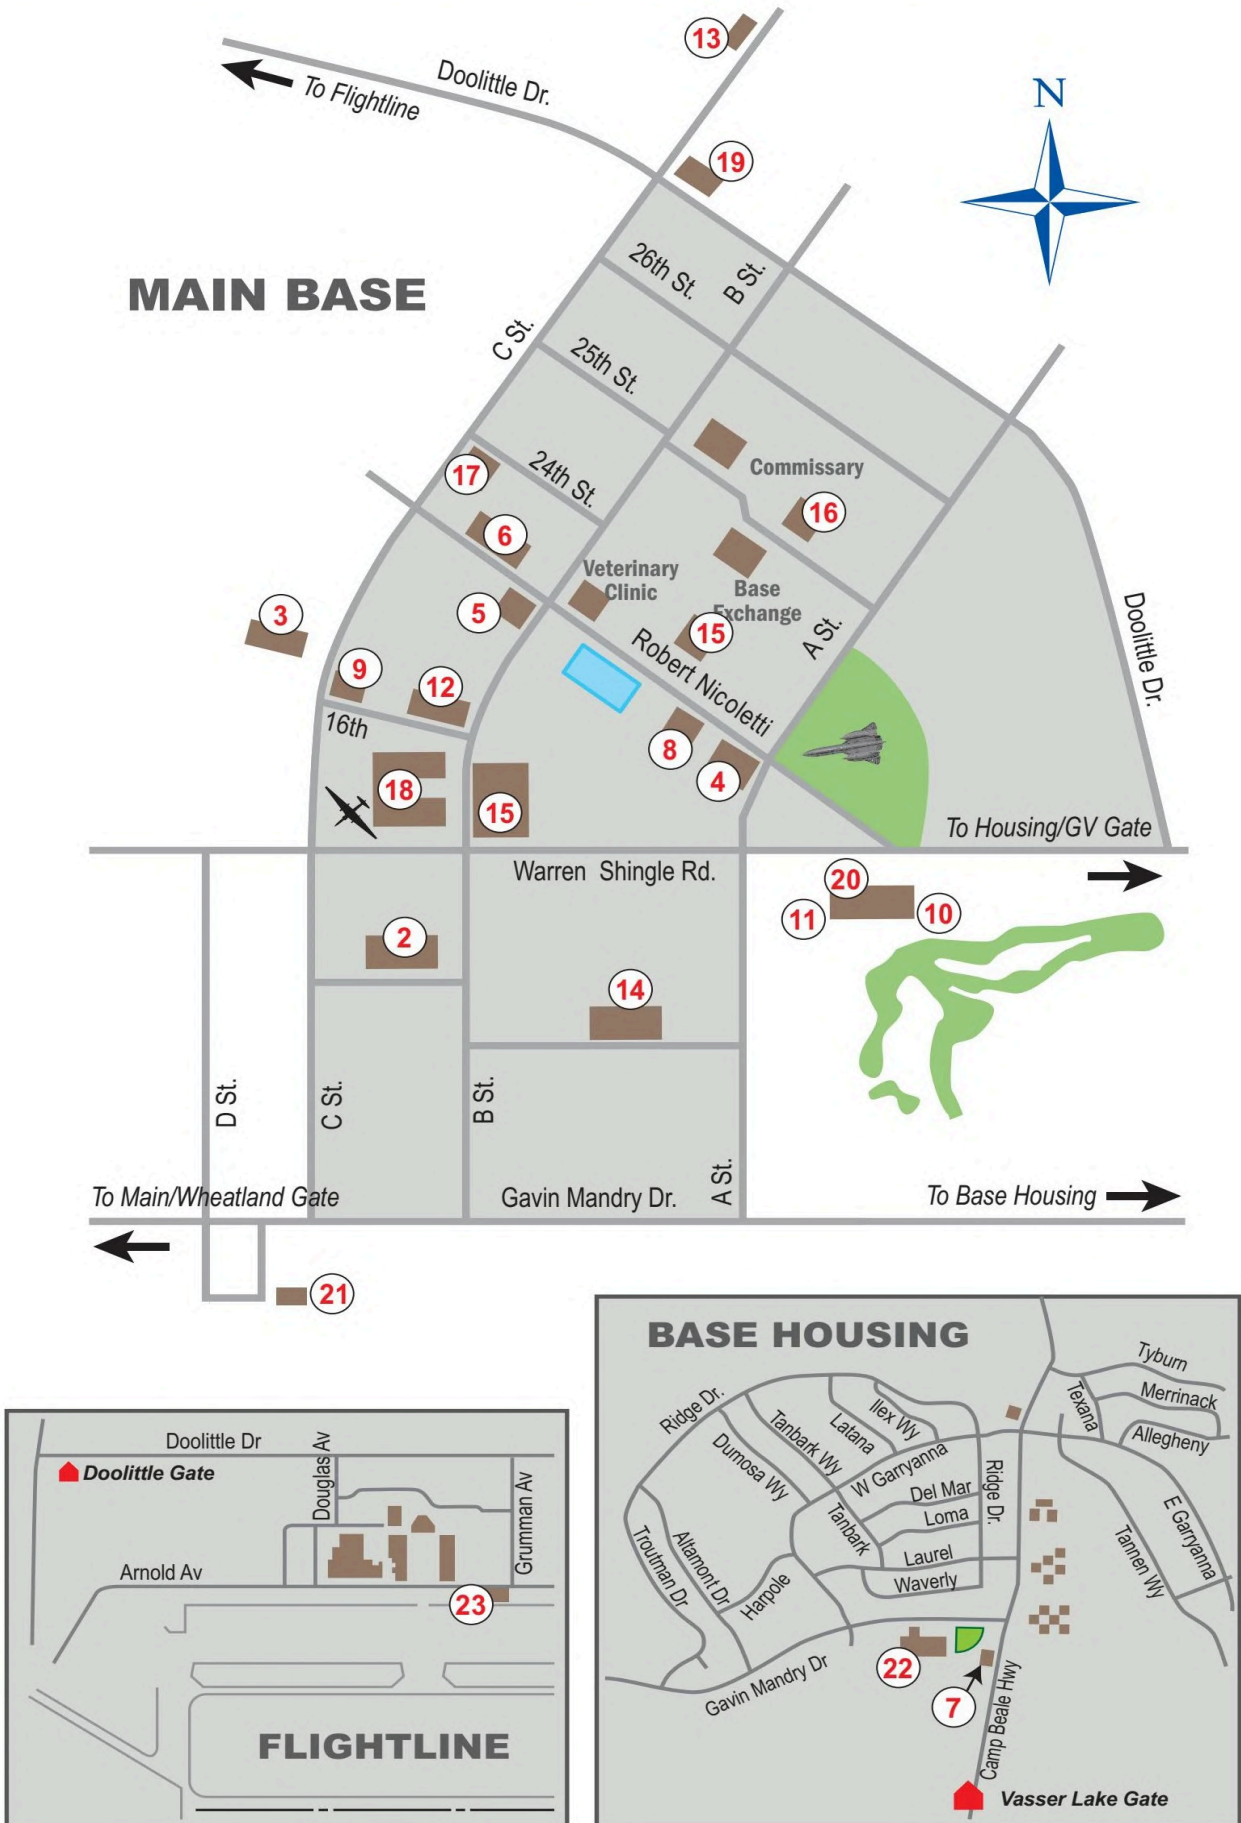 13
N
Doolittle Dr.
To Flightline
19
MAIN BASE
26th St.
B St.
C St.
25th St.
24th St.
Commissary
17
16
6
Veterinary
Clinic
Base
Exchange
5
3
15
A St.
Doolittle Dr.
Robert Nicoletti
9
12
16th
8
4
18
15
To Housing/GV Gate
Warren Shingle Rd.
20
11
10
2
14
D St.
C St.
B St.
A St.
To Main/Wheatland Gate
Gavin Mandry Dr.
To Base Housing
21
BASE HOUSING
Tyburn
Merrinack
Texana
Allegheny
Ridge Dr.
Ilex Wy
Latana
Tanbark Wy
Dumosa Wy
W Garryanna
Del Mar
Ridge Dr.
Loma
Tanbark
E Garryanna
Tannen Wy
Laurel
Waverly
Altamont Dr
Troutman Dr
Harpole
22
Gavin Mandry Dr
7
Camp Beale Hwy
Vasser Lake Gate
Doolittle Dr
Douglas Av
Doolittle Gate
Grumman Av
Arnold Av
23
FLIGHTLINE